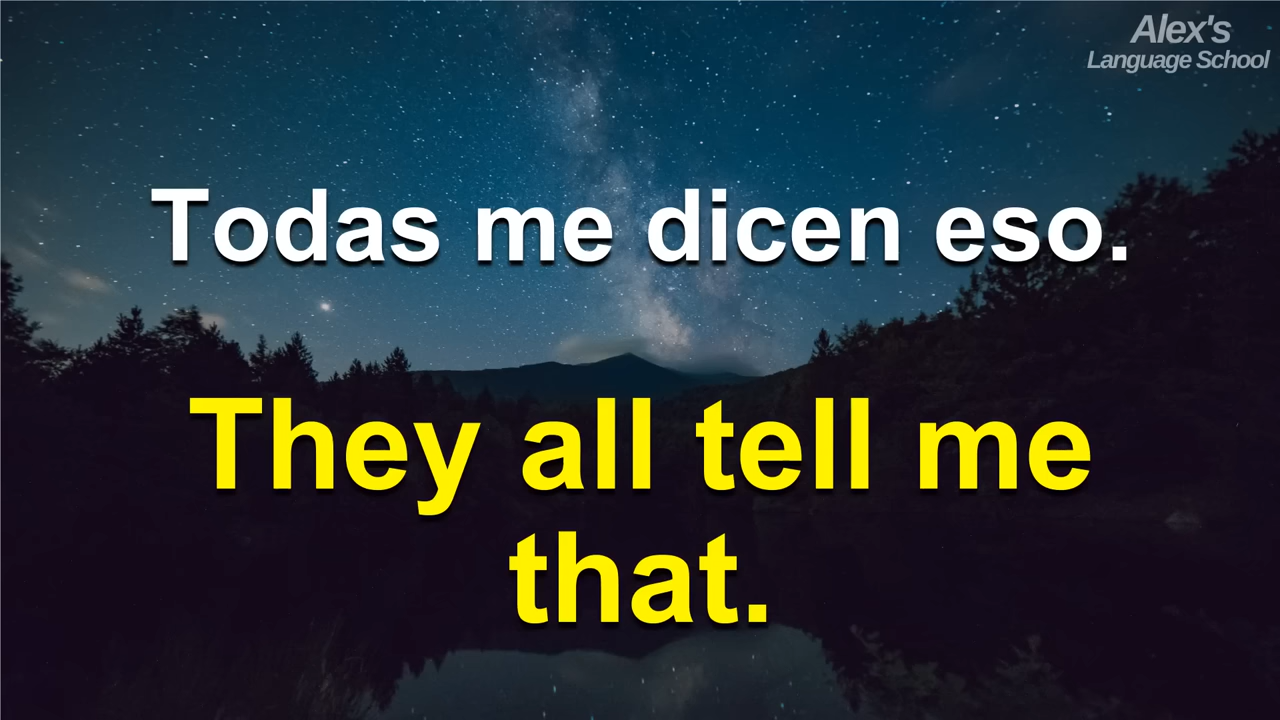 Alex's
Language School
Todas me dicen eso.
They all tell me
that.